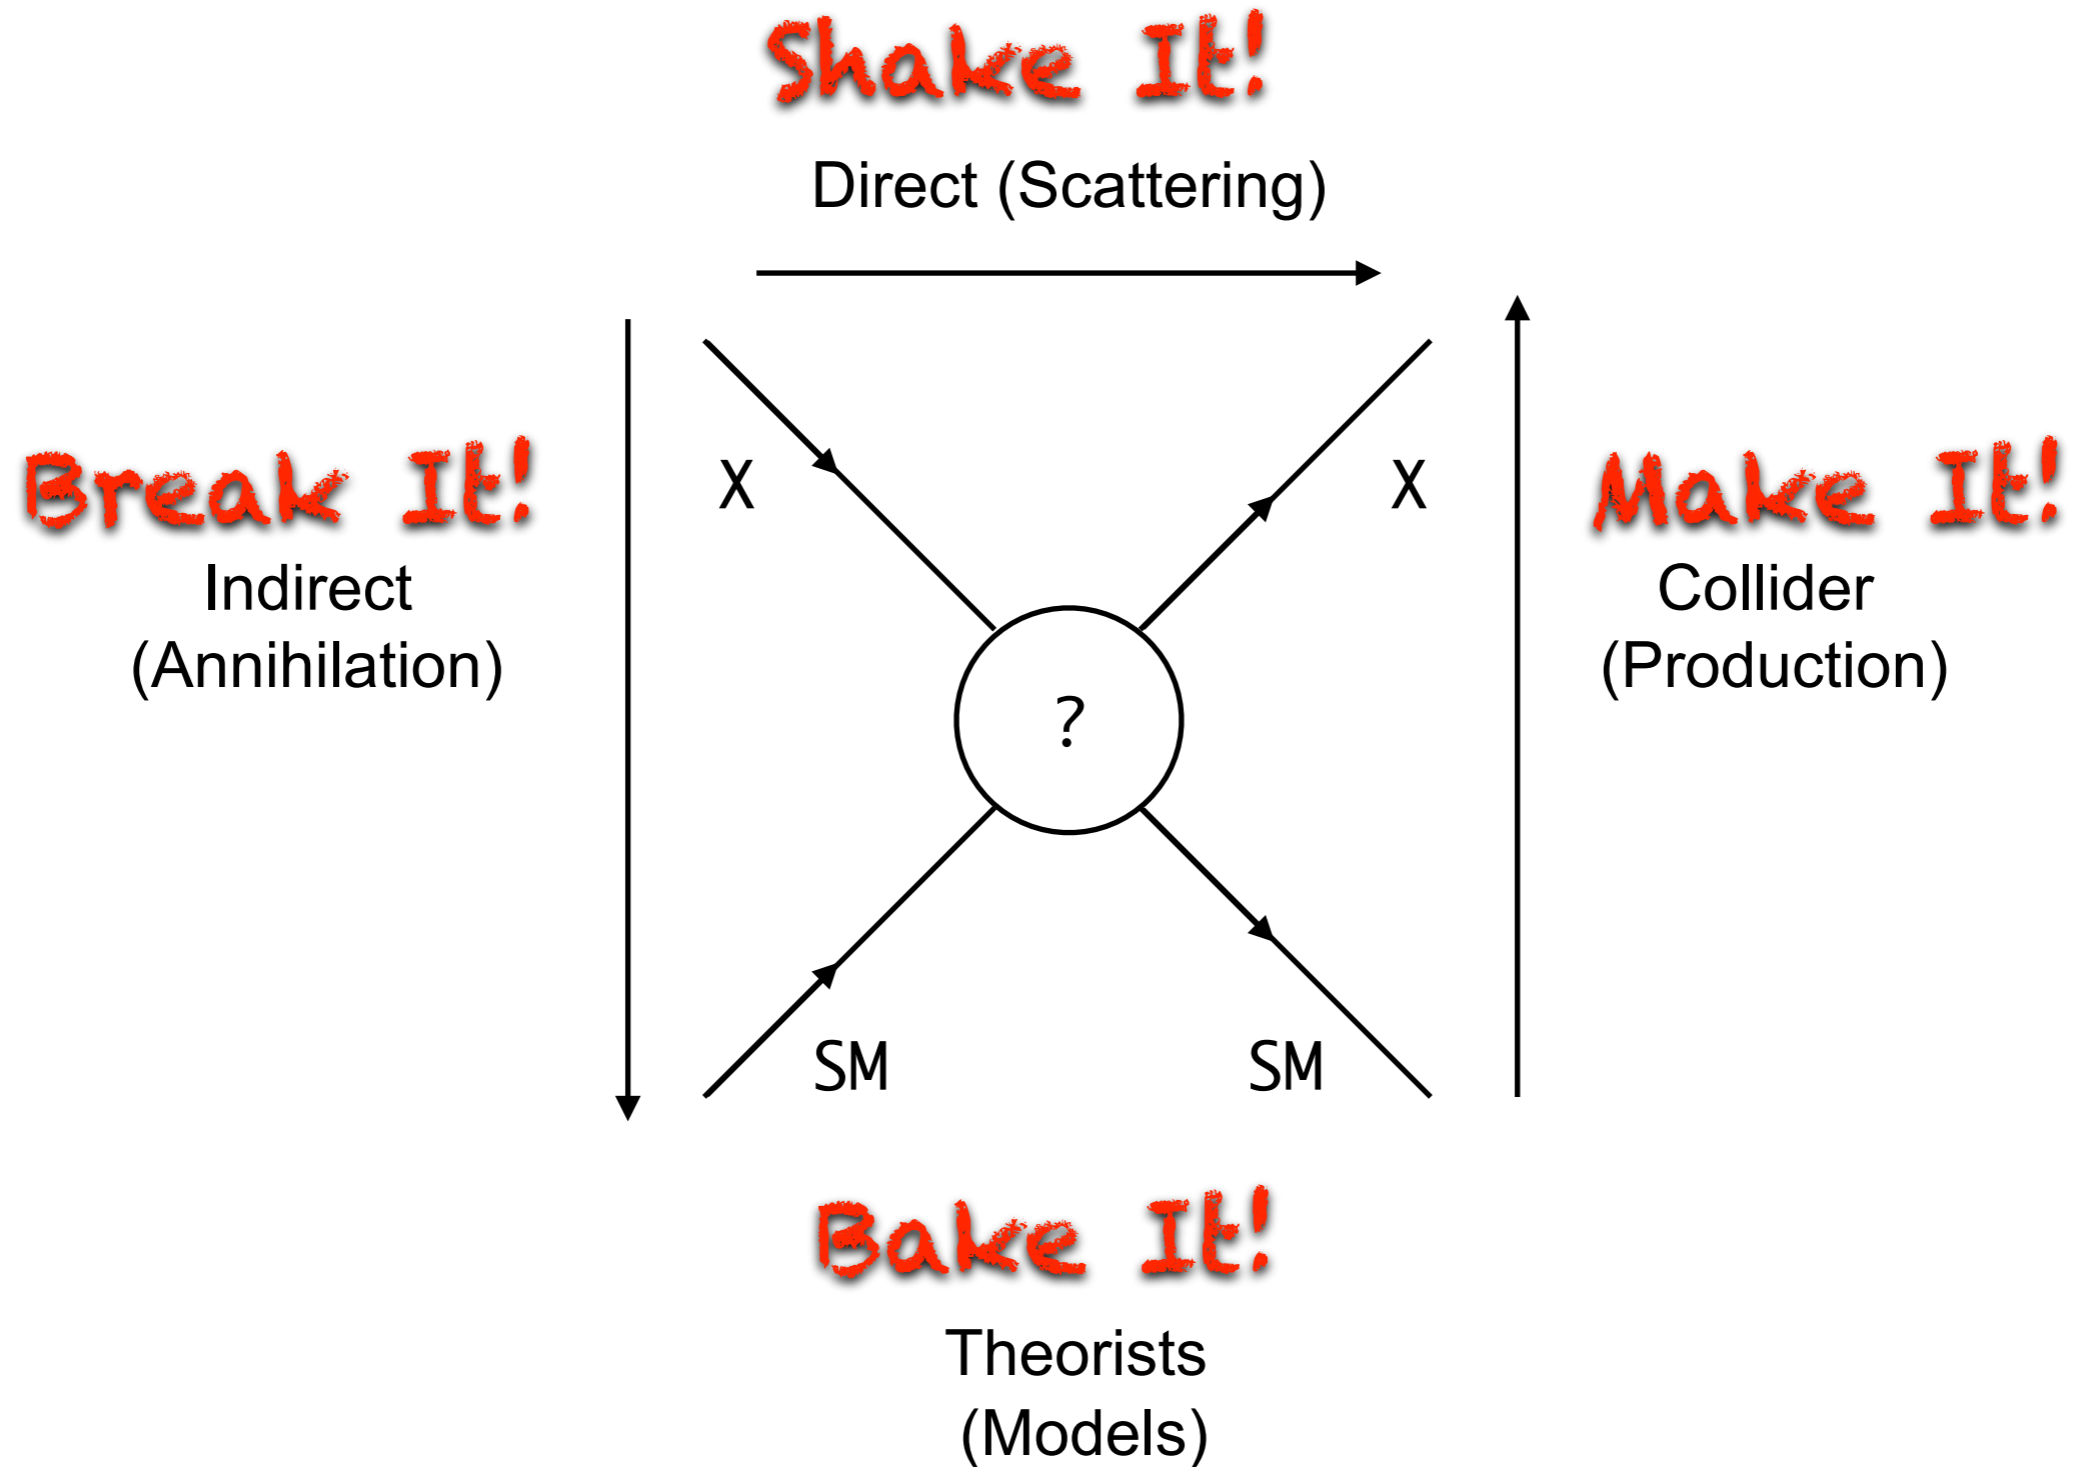 Shake It!
Direct (Scattering)
Break It!
Indirect
(Annihilation)
X
X
Make It!
Collider
(Production)
?
SM
SM
Bake It!
Theorists
(Models)